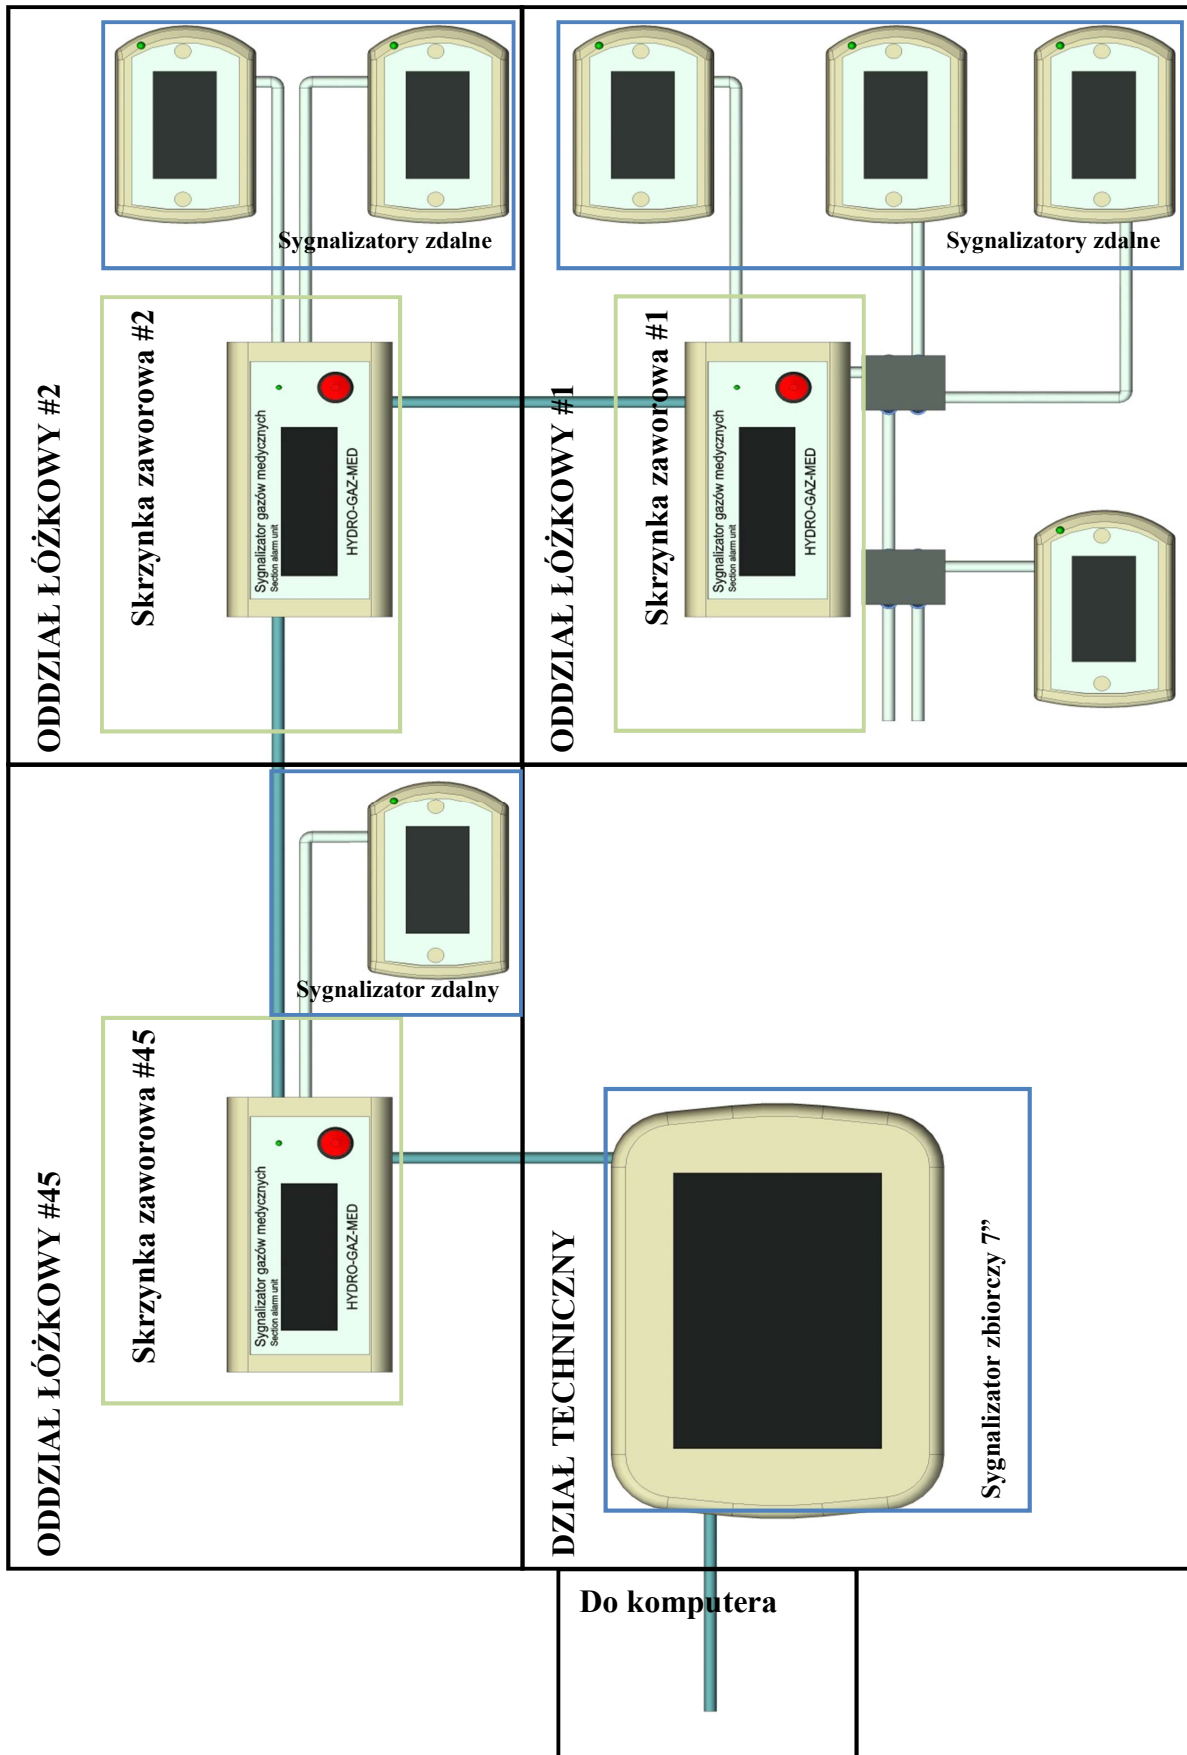 Sygnalizatory zdalne
Sygnalizatory zdalne
ODDZIAŁ ŁÓŻKOWY #2
Skrzynka zaworowa #2
Sygnalizator gazów medycznych
Section alarm unit
HYDRO-GAZ-MED
ODDZIAŁ ŁÓŻKOWY #1
Skrzynka zaworowa #1
Sygnalizator gazów medycznych
Section alarm unit
HYDRO-GAZ-MED
Sygnalizator zdalny
ODDZIAŁ ŁÓŻKOWY #45
Skrzynka zaworowa #45
Sygnalizator gazów medycznych
Section alarm unit
HYDRO-GAZ-MED
DZIAŁ TECHNICZNY
Sygnalizator zbiorczy 7”
Do komputera